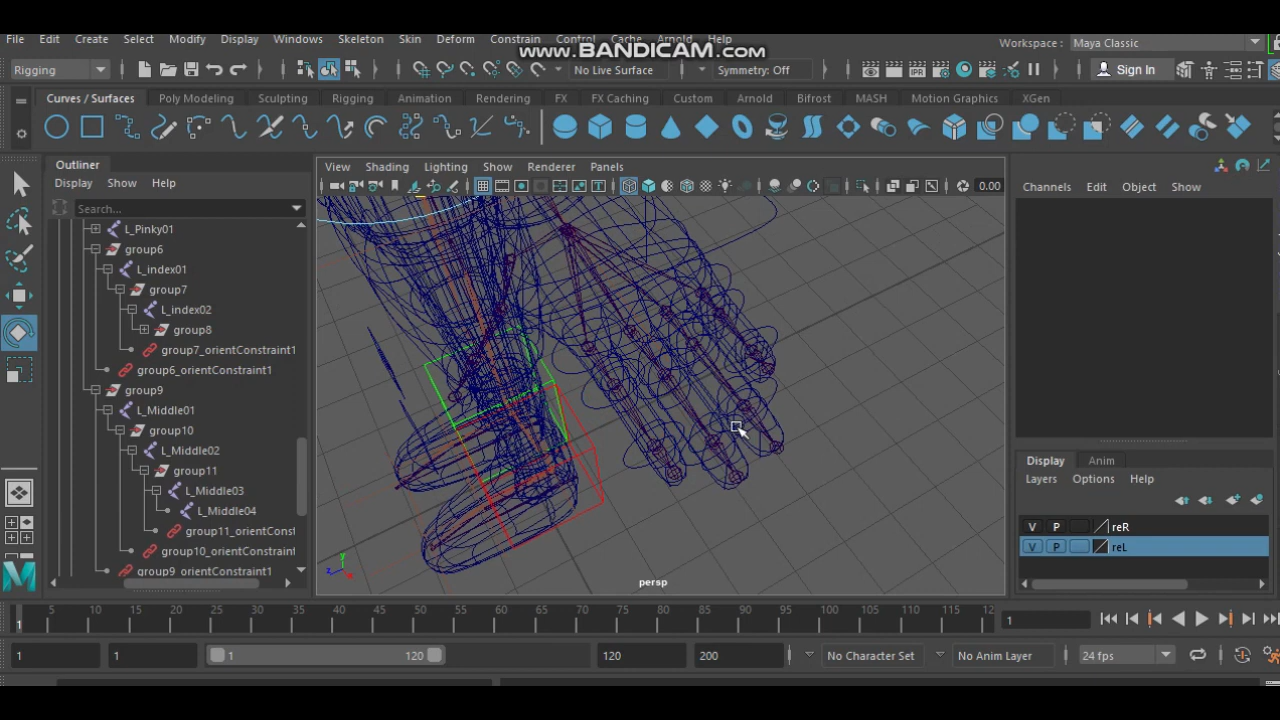 File Edit Create Select Modify Display Windows Skeleton Skin Deform Constrain Control Cache Arnold Help
www.BANDICAM.com
Workspace : Maya Classic
Rigging No Live Surface Symmetry: Off Sign In
Curves / Surfaces Poly Modeling Sculpting Rigging Animation Rendering FX FX Caching Custom Arnold Bifrost MASH Motion Graphics XGen
Outliner
Display Show Help
Search...
L_Pinky01
group6
L_index01
group7
L_index02
group8
group7_orientConstraint1
group6_orientConstraint1
group9
L_Middle01
group10
L_Middle02
group11
L_Middle03
L_Middle04
group11_orientConst
group10_orientConstraint
group9_orientConstraint1
View Shading Lighting Show Renderer Panels
0.00
y
z
persp
Channels Edit Object Show
Display Anim
Layers Options Help
V P reR
V P reL
1 5 10 15 20 25 30 35 40 45 50 55 60 65 70 75 80 85 90 95 100 105 110 115 12
1
1 1 1 120 120 200 No Character Set No Anim Layer 24 fps